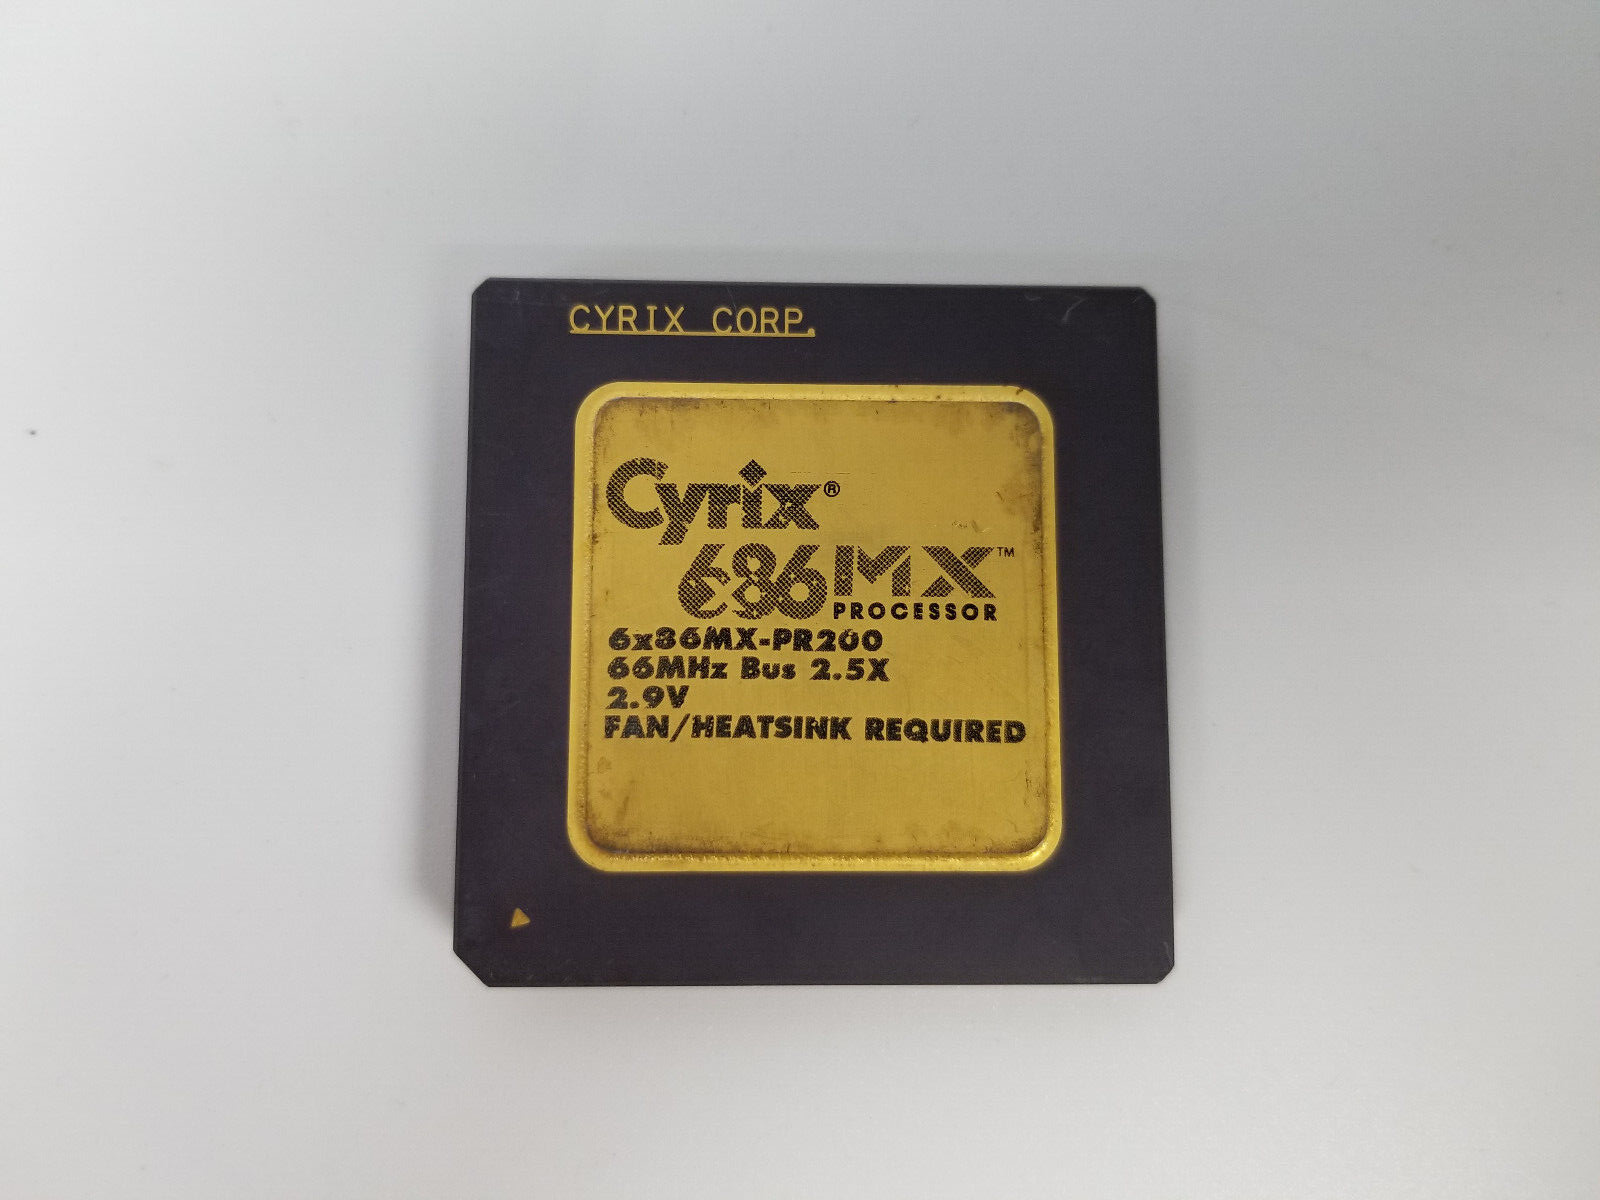 CYRIX CORP.
Cyrix®
6x86MX™
PROCESSOR
6x86MX-PR200
66MHz Bus 2.5X
2.9V
FAN/HEATSINK REQUIRED